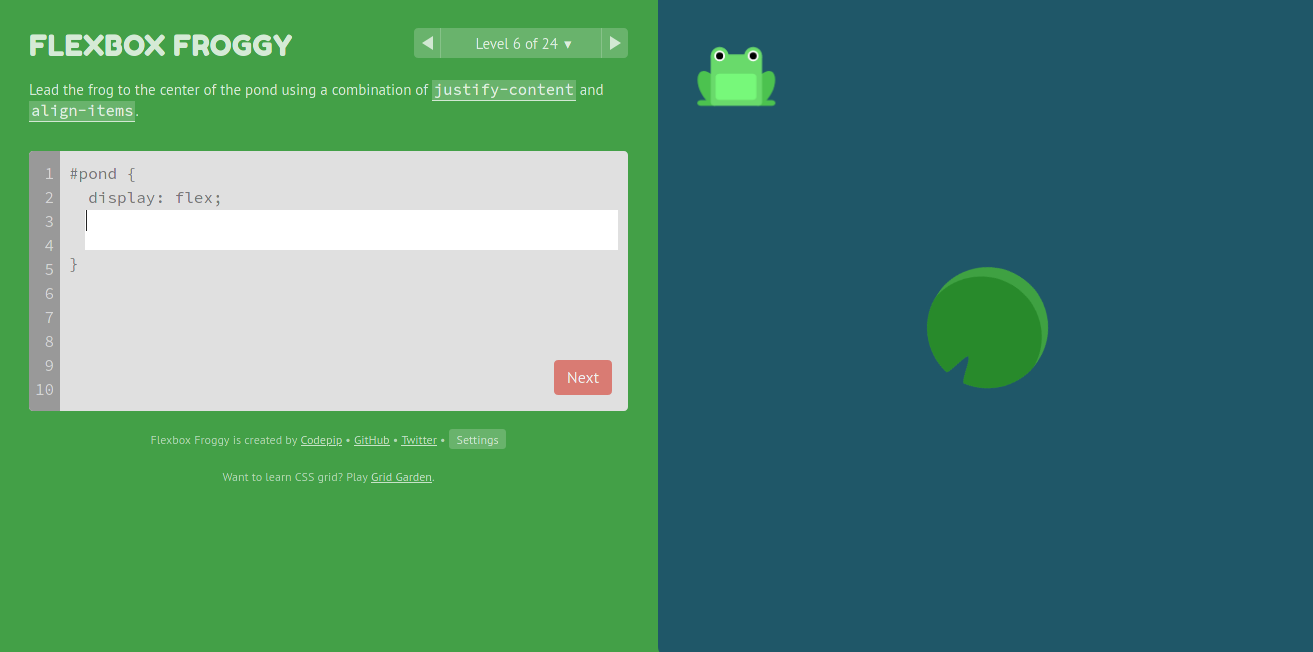 FLEXBOX FROGGY
◀ Level 6 of 24 ▾ ▶
Lead the frog to the center of the pond using a combination of justify-content and
align-items.
1 #pond {
2 display: flex;
3
4
5 }
6
7
8
9
10
Next
Flexbox Froggy is created by Codepip • GitHub • Twitter • Settings
Want to learn CSS grid? Play Grid Garden.